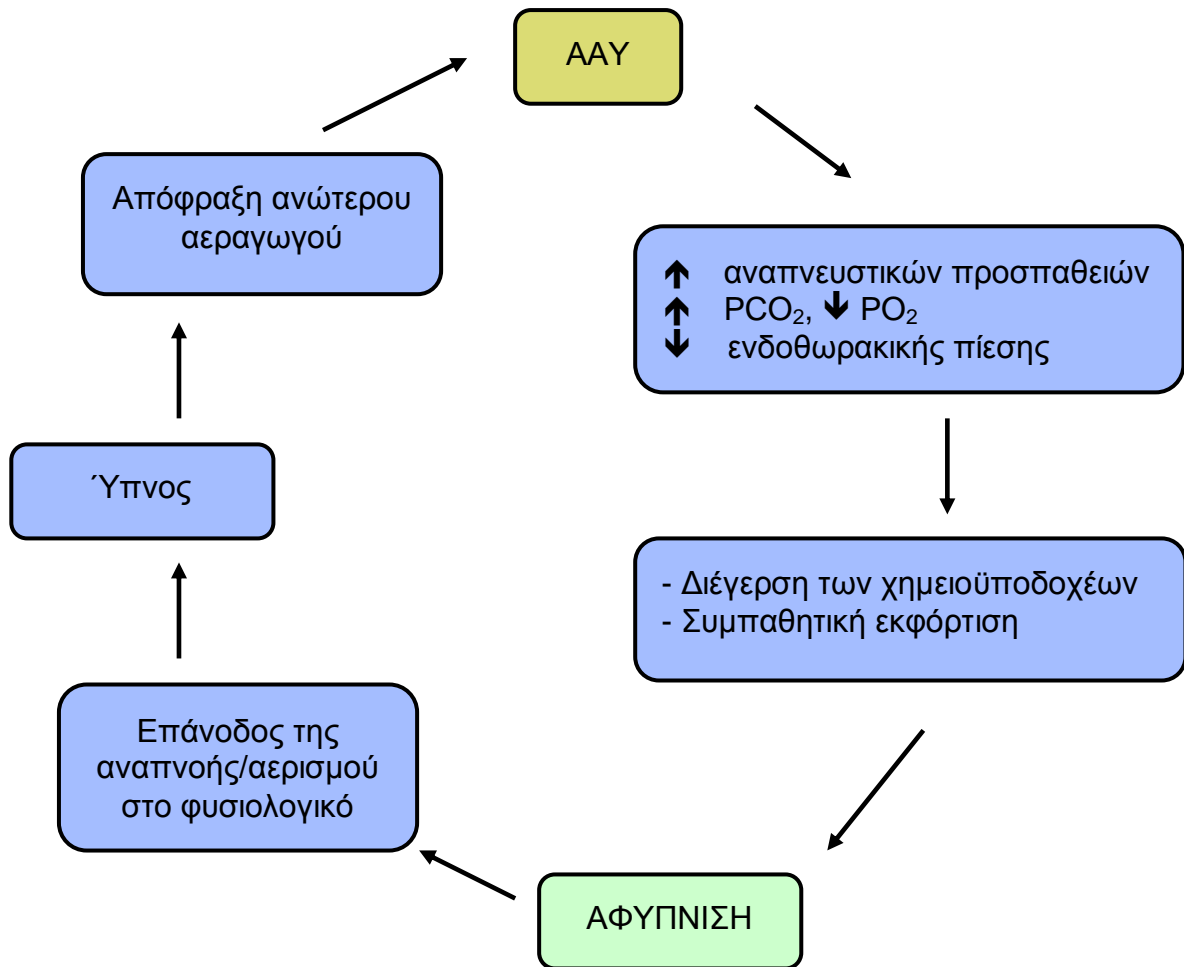 ΑΑΥ
Απόφραξη ανώτερου
αεραγωγού
↑ αναπνευστικών προσπαθειών
↑ PCO₂, ↓ PO₂
↓ ενδοθωρακικής πίεσης
Ύπνος
- Διέγερση των χημειοϋποδοχέων
- Συμπαθητική εκφόρτιση
Επάνοδος της
αναπνοής/αερισμού
στο φυσιολογικό
ΑΦΥΠΝΙΣΗ